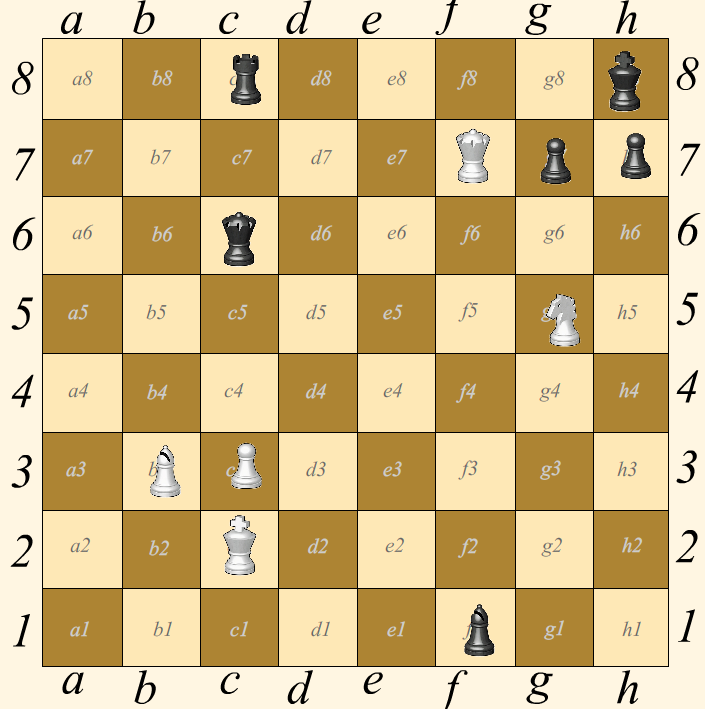 a b c d e f g h
8 a8 b8 d8 e8 f8 g8 8
7 a7 b7 c7 d7 e7 7
6 a6 b6 d6 e6 f6 g6 h6 6
5 a5 b5 c5 d5 e5 f5 h5 5
4 a4 b4 c4 d4 e4 f4 g4 h4 4
3 a3 d3 e3 f3 g3 h3 3
2 a2 b2 d2 e2 f2 g2 h2 2
1 a1 b1 c1 d1 e1 g1 h1 1
a b c d e f g h